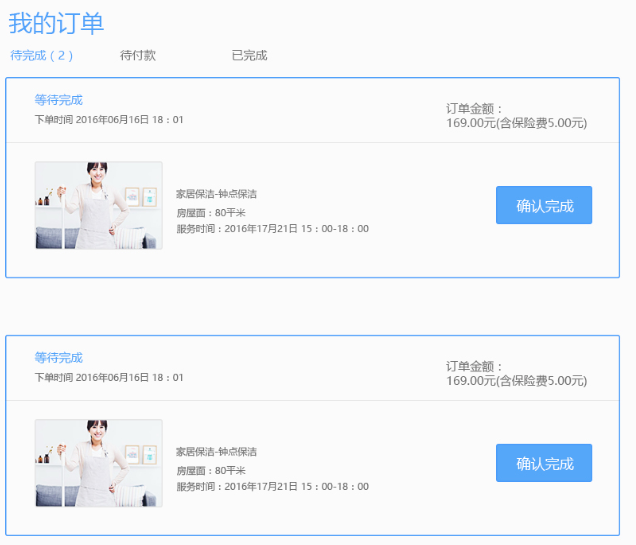 我的订单
待完成（2） 待付款 已完成
等待完成
下单时间 2016年06月16日 18：01
订单金额：
169.00元(含保险费5.00元)
家居保洁-钟点保洁
房屋面：80平米
服务时间：2016年17月21日 15：00-18：00
确认完成
等待完成
下单时间 2016年06月16日 18：01
订单金额：
169.00元(含保险费5.00元)
家居保洁-钟点保洁
房屋面：80平米
服务时间：2016年17月21日 15：00-18：00
确认完成